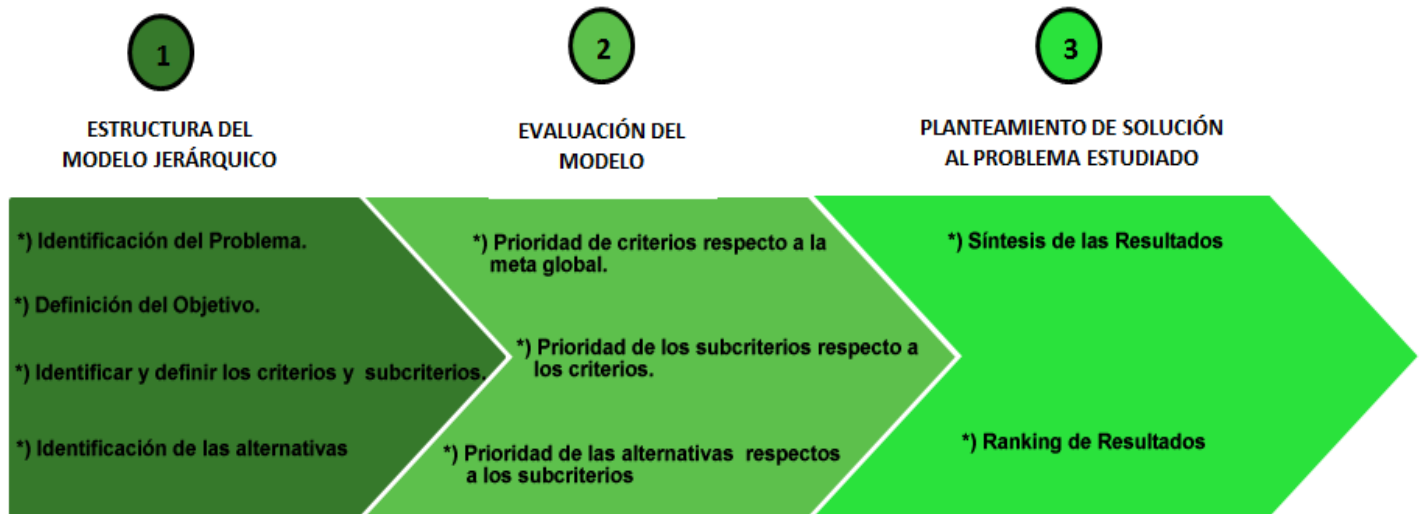 1
ESTRUCTURA DEL
MODELO JERÁRQUICO
*) Identificación del Problema.
*) Definición del Objetivo.
*) Identificar y definir los criterios y subcriterios.
*) Identificación de las alternativas
2
EVALUACIÓN DEL
MODELO
*) Prioridad de criterios respecto a la
meta global.
*) Prioridad de los subcriterios respecto a
los criterios.
*) Prioridad de las alternativas respectos
a los subcriterios
3
PLANTEAMIENTO DE SOLUCIÓN
AL PROBLEMA ESTUDIADO
*) Síntesis de las Resultados
*) Ranking de Resultados